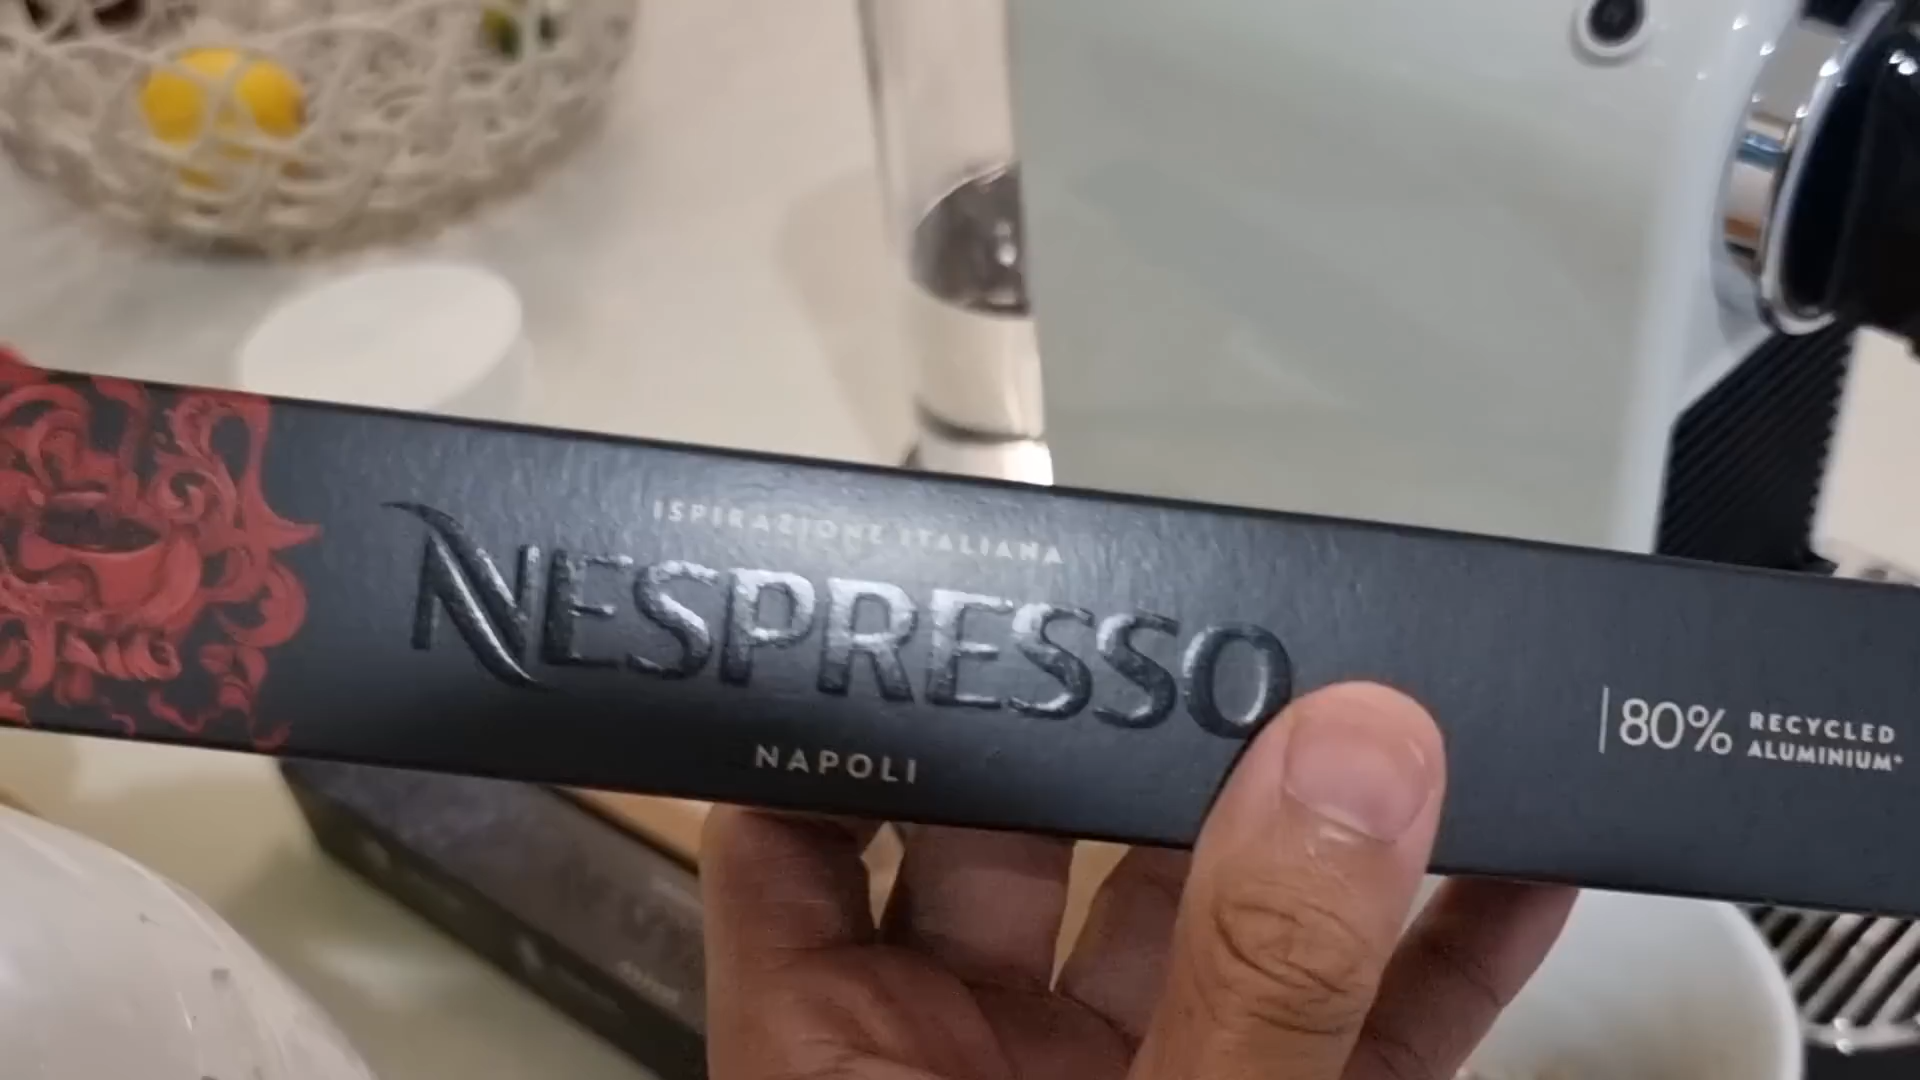 ISPIRAZIONE ITALIANA
NESPRESSO
NAPOLI
80% RECYCLED
ALUMINIUM*